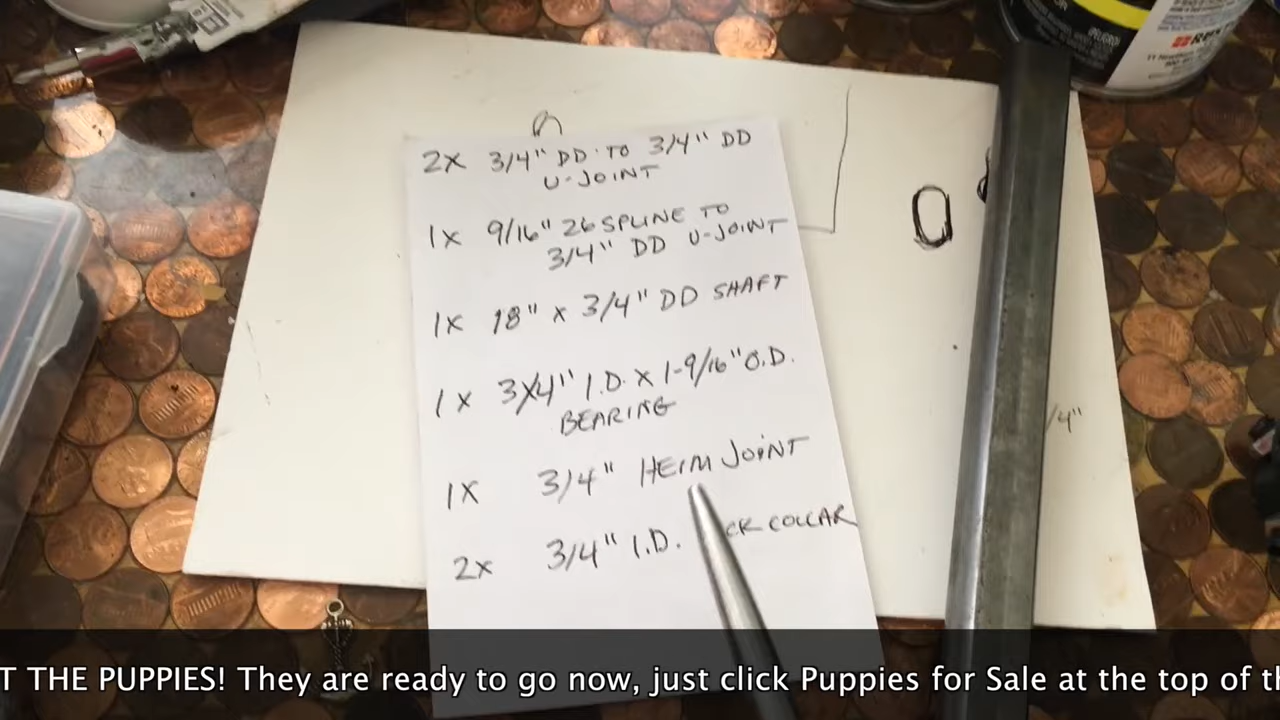 2X 3/4" DD TO 3/4" DD
U-JOINT
1X 9/16" 26 SPLINE TO
3/4" DD U-JOINT
1X 18" X 3/4" DD SHAFT
1X 3/4" I.D. X 1-9/16" O.D.
BEARING
1X 3/4" HEIM JOINT
2X 3/4" I.D. CK COLLAR
/4"
T THE PUPPIES! They are ready to go now, just click Puppies for Sale at the top of th